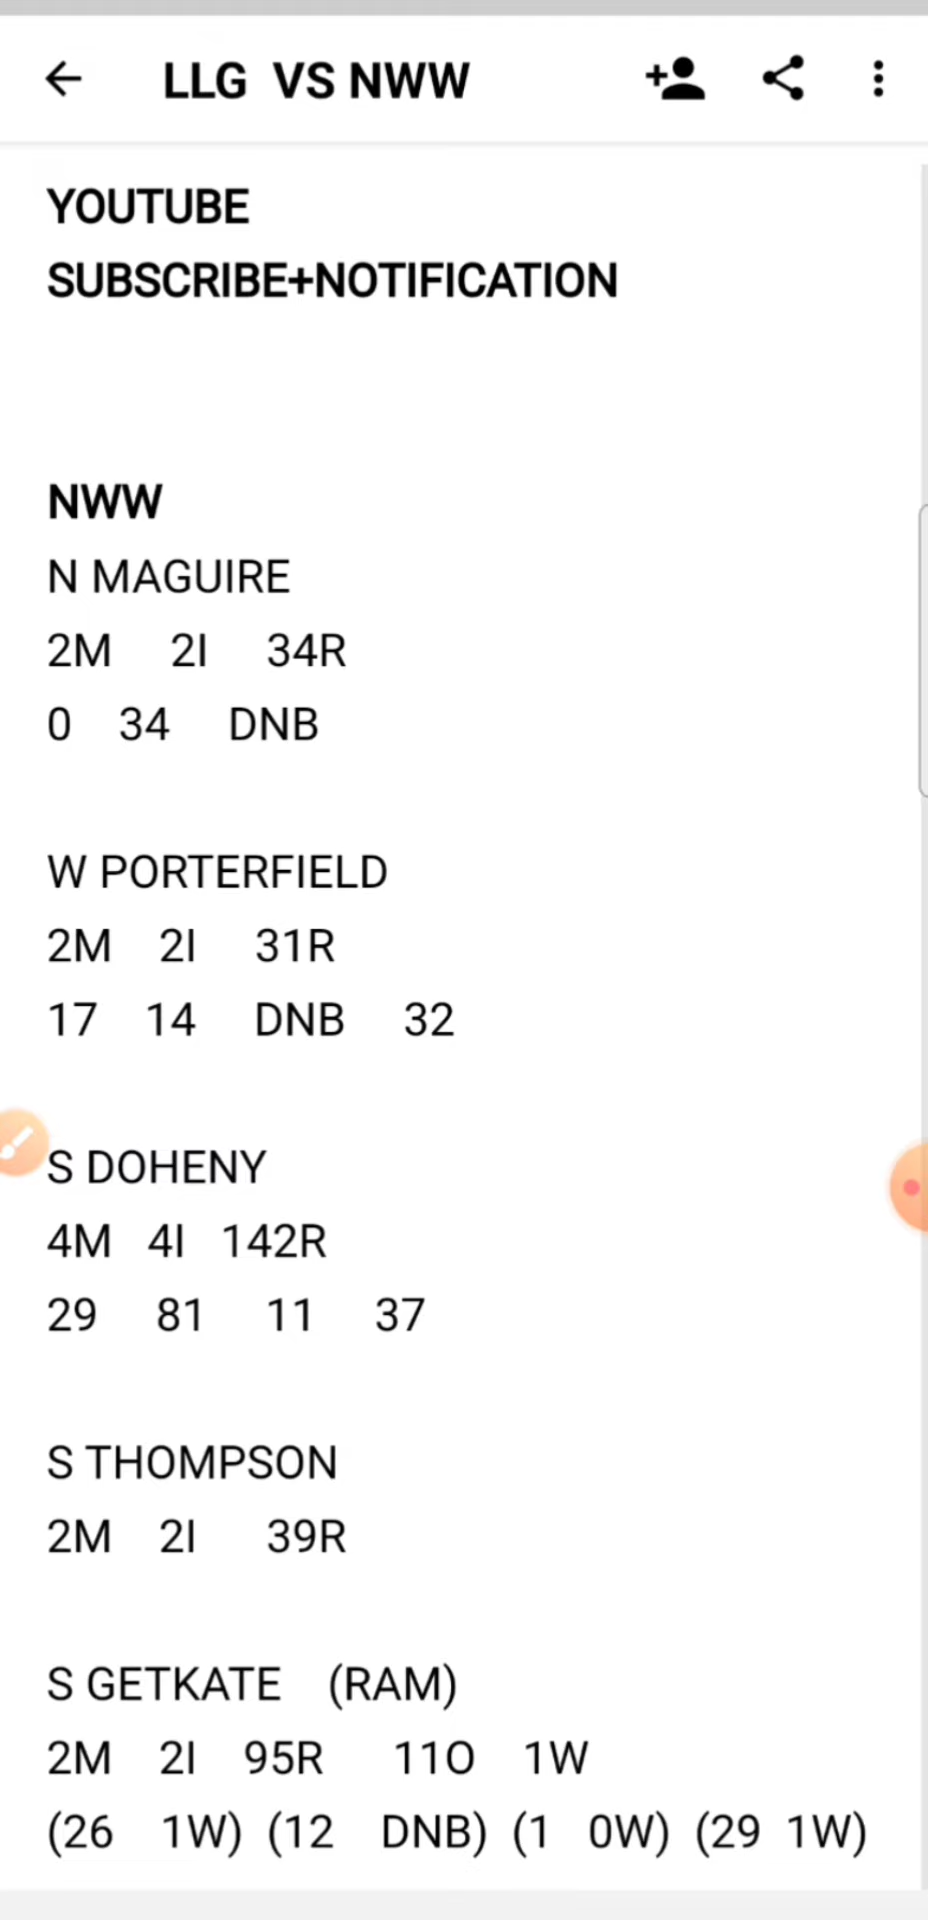 LLG VS NWW
YOUTUBE
SUBSCRIBE+NOTIFICATION
NWW
N MAGUIRE
2M 2I 34R
0 34 DNB
W PORTERFIELD
2M 2I 31R
17 14 DNB 32
S DOHENY
4M 4I 142R
29 81 11 37
S THOMPSON
2M 2I 39R
S GETKATE (RAM)
2M 2I 95R 11O 1W
(26 1W) (12 DNB) (1 0W) (29 1W)